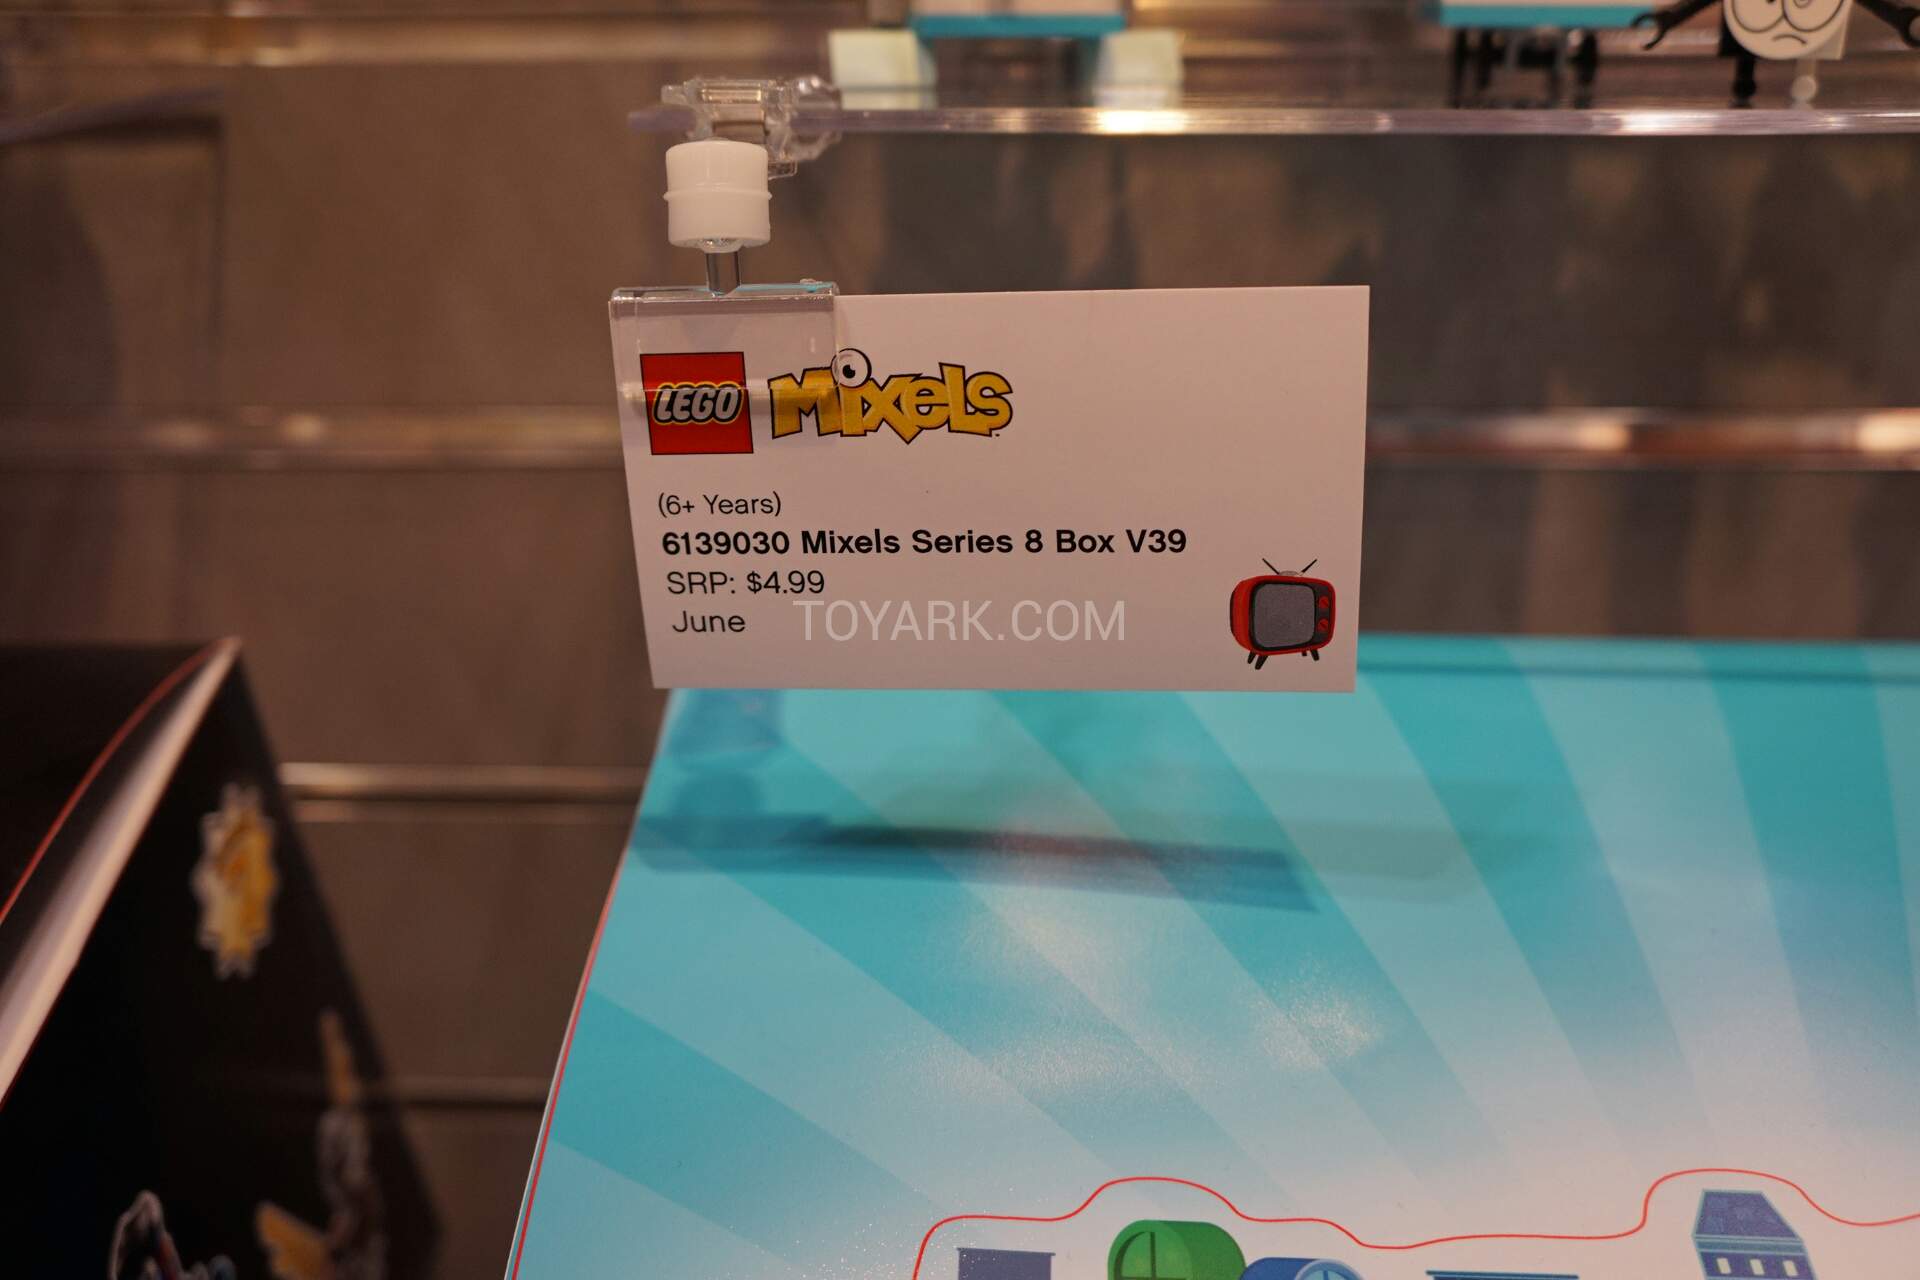 LEGO Mixels
(6+ Years)
6139030 Mixels Series 8 Box V39
SRP: $4.99
June
TOYARK.COM